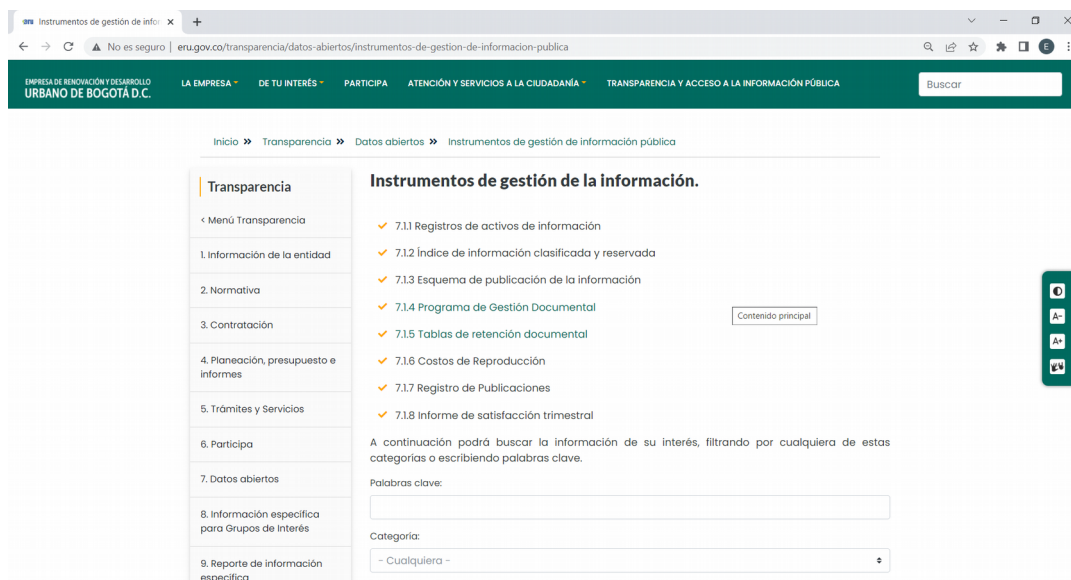 eru Instrumentos de gestión de infor
No es seguro | eru.gov.co/transparencia/datos-abiertos/instrumentos-de-gestion-de-informacion-publica
E
EMPRESA DE RENOVACIÓN Y DESARROLLO
URBANO DE BOGOTÁ D.C.
LA EMPRESA DE TU INTERÉS PARTICIPA ATENCIÓN Y SERVICIOS A LA CIUDADANÍA TRANSPARENCIA Y ACCESO A LA INFORMACIÓN PÚBLICA
Buscar
Inicio » Transparencia » Datos abiertos » Instrumentos de gestión de información pública
Transparencia
< Menú Transparencia
1. Información de la entidad
2. Normativa
3. Contratación
4. Planeación, presupuesto e
informes
5. Trámites y Servicios
6. Participa
7. Datos abiertos
8. Información específica
para Grupos de Interés
9. Reporte de información
específica
Instrumentos de gestión de la información.
7.1.1 Registros de activos de información
7.1.2 Índice de información clasificada y reservada
7.1.3 Esquema de publicación de la información
7.1.4 Programa de Gestión Documental
7.1.5 Tablas de retención documental
7.1.6 Costos de Reproducción
7.1.7 Registro de Publicaciones
7.1.8 Informe de satisfacción trimestral
Contenido principal
A continuación podrá buscar la información de su interés, filtrando por cualquiera de estas
categorías o escribiendo palabras clave.
Palabras clave:
Categoria:
- Cualquiera -
A-
A+